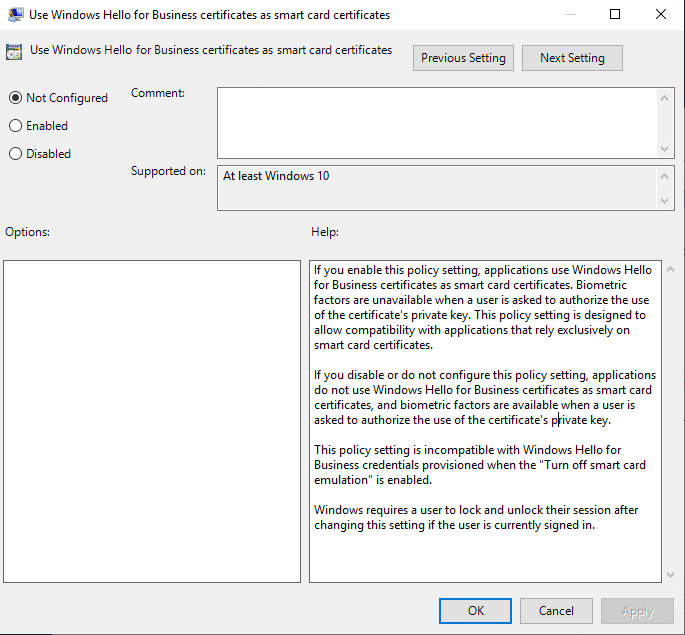 Use Windows Hello for Business certificates as smart card certificates
Use Windows Hello for Business certificates as smart card certificates
Previous Setting
Next Setting
Not Configured
Comment:
Enabled
Disabled
Supported on:
At least Windows 10
Options:
Help:
If you enable this policy setting, applications use Windows Hello
for Business certificates as smart card certificates. Biometric
factors are unavailable when a user is asked to authorize the use
of the certificate's private key. This policy setting is designed to
allow compatibility with applications that rely exclusively on
smart card certificates.
If you disable or do not configure this policy setting, applications
do not use Windows Hello for Business certificates as smart card
certificates, and biometric factors are available when a user is
asked to authorize the use of the certificate's private key.
This policy setting is incompatible with Windows Hello for
Business credentials provisioned when the "Turn off smart card
emulation" is enabled.
Windows requires a user to lock and unlock their session after
changing this setting if the user is currently signed in.
OK
Cancel
Apply